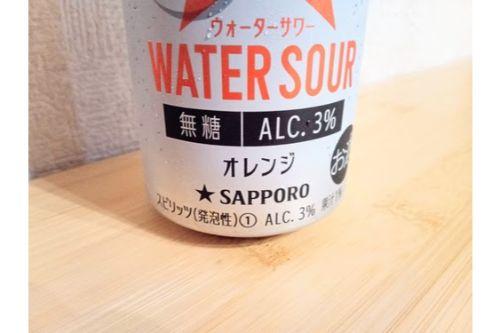 ウォーターサワー
WATER SOUR
無糖 ALC.3%
オレンジ
★ SAPPORO
スピリッツ(発泡性)① ALC.3%